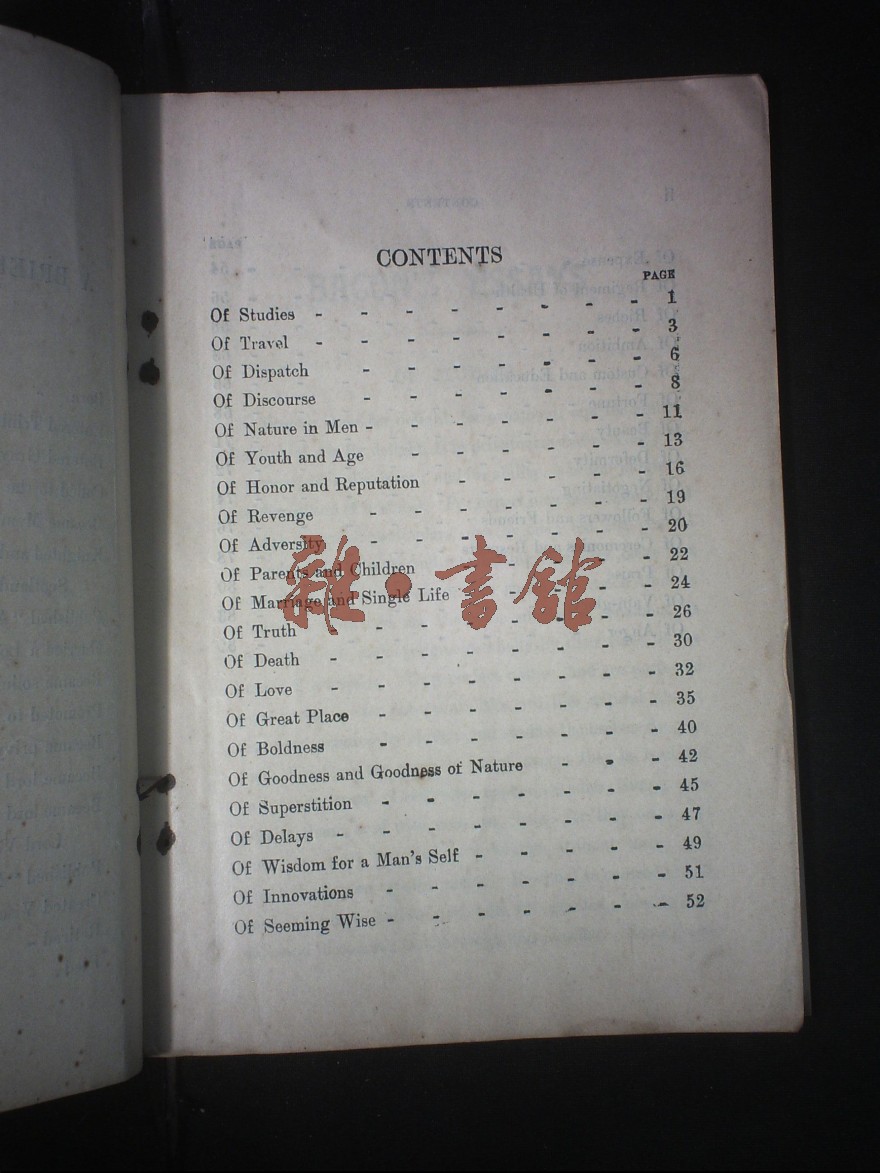 CONTENTS
PAGE
Of Studies - - - - - - - - 1
Of Travel - - - - - - - - 3
Of Dispatch - - - - - - - 6
Of Discourse - - - - - - - 8
Of Nature in Men - - - - - - - 11
Of Youth and Age - - - - - - 13
Of Honor and Reputation - - - - - 16
Of Revenge - - - - - - - 19
Of Adversity - - - - - - - 20
Of Parents and Children - - - - - 22
Of Marriage and Single Life - - - - 24
Of Truth - - - - - - - - 26
Of Death - - - - - - - - 30
Of Love - - - - - - - - 32
Of Great Place - - - - - - - 35
Of Boldness - - - - - - - 40
Of Goodness and Goodness of Nature - - - 42
Of Superstition - - - - - - - 45
Of Delays - - - - - - - - 47
Of Wisdom for a Man's Self - - - - - 49
Of Innovations - - - - - - - 51
Of Seeming Wise - - - - - - - 52
雜·書館